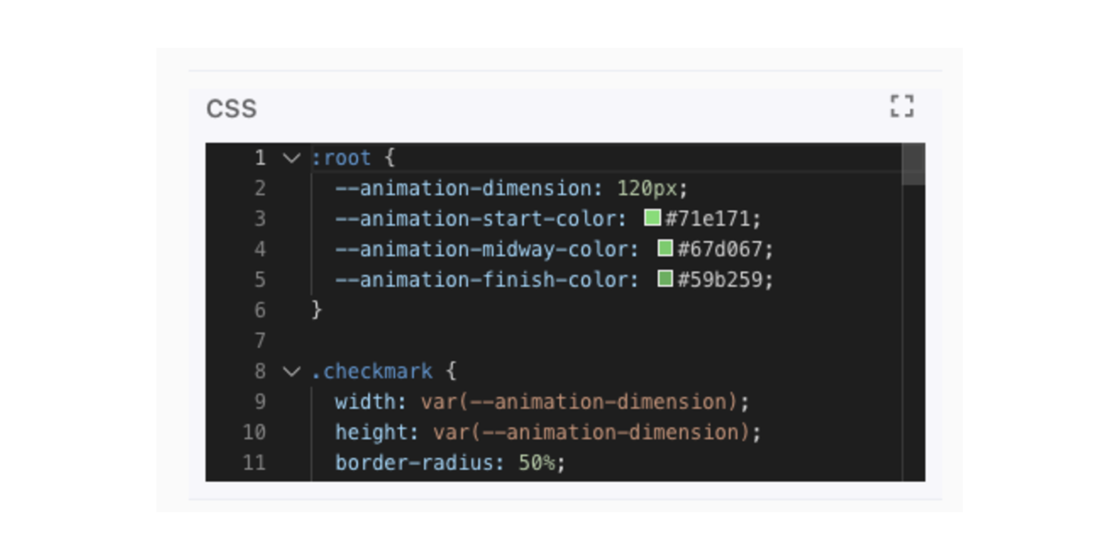 CSS
1 :root {
2 --animation-dimension: 120px;
3 --animation-start-color: #71e171;
4 --animation-midway-color: #67d067;
5 --animation-finish-color: #59b259;
6 }
7
8 .checkmark {
9 width: var(--animation-dimension);
10 height: var(--animation-dimension);
11 border-radius: 50%;